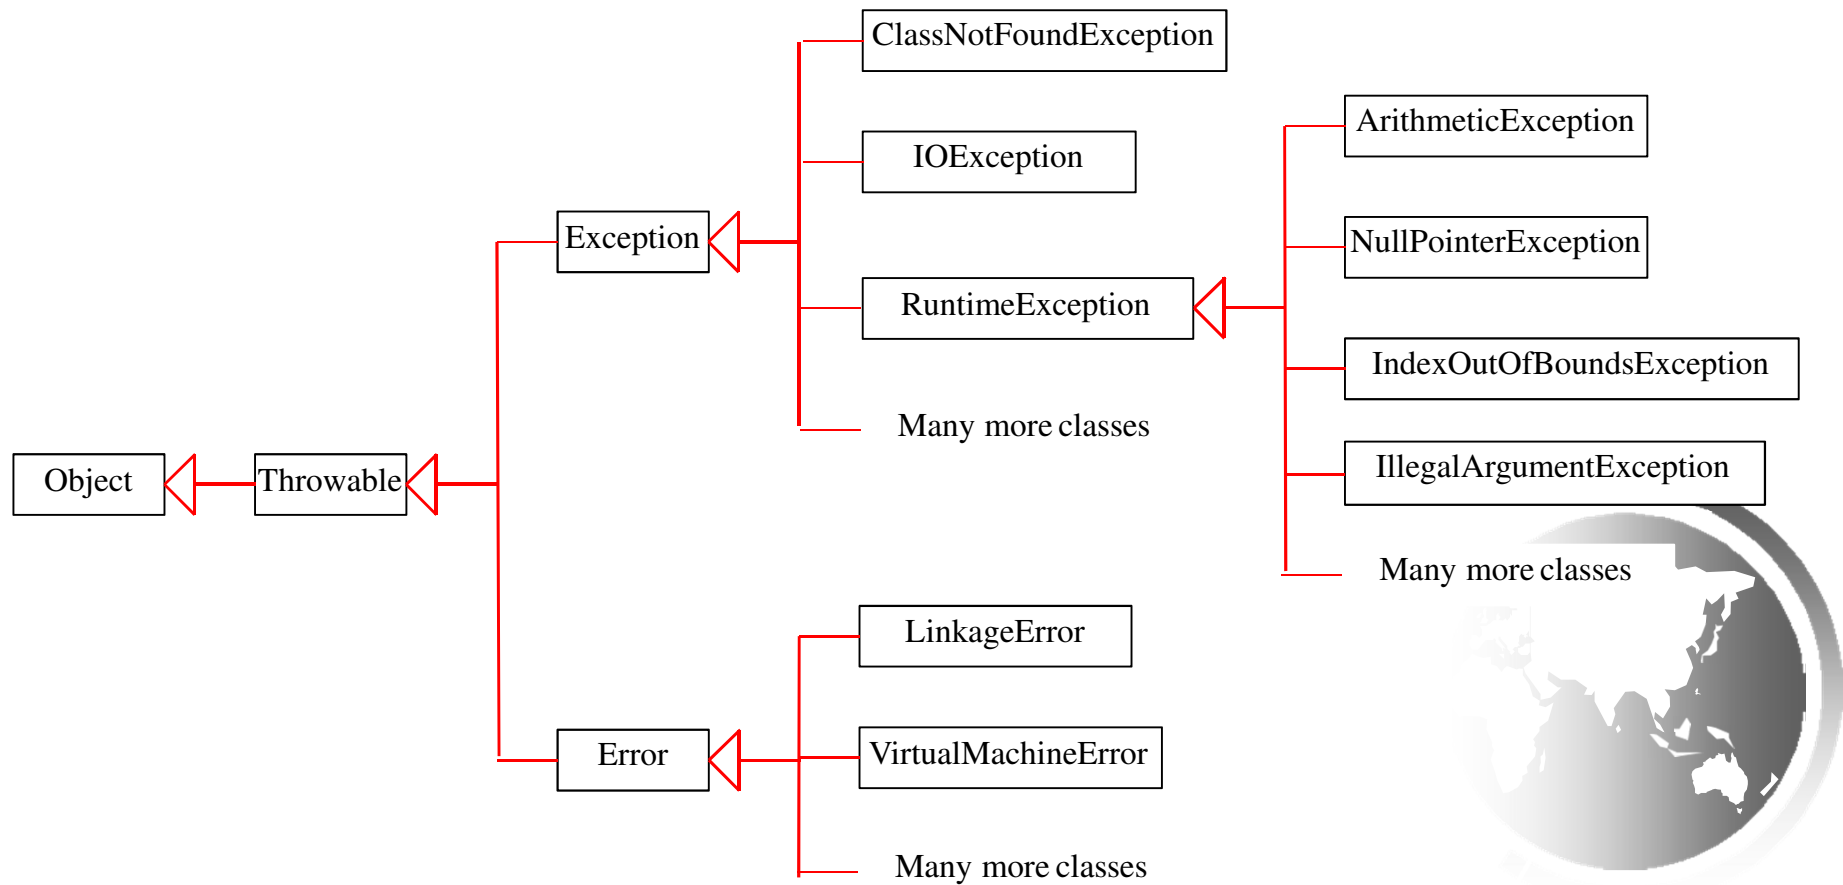 ClassNotFoundException
ArithmeticException
IOException
Exception
NullPointerException
RuntimeException
IndexOutOfBoundsException
Many more classes
Object
Throwable
IllegalArgumentException
Many more classes
LinkageError
Error
VirtualMachineError
Many more classes